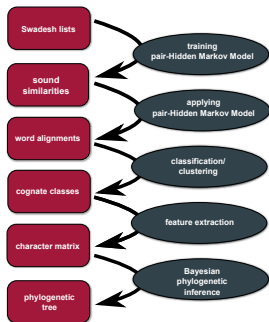 Swadesh lists
training
pair-Hidden Markov Model
sound
similarities
applying
pair-Hidden Markov Model
word alignments
classification/
clustering
cognate classes
feature extraction
character matrix
Bayesian
phylogenetic
inference
phylogenetic
tree